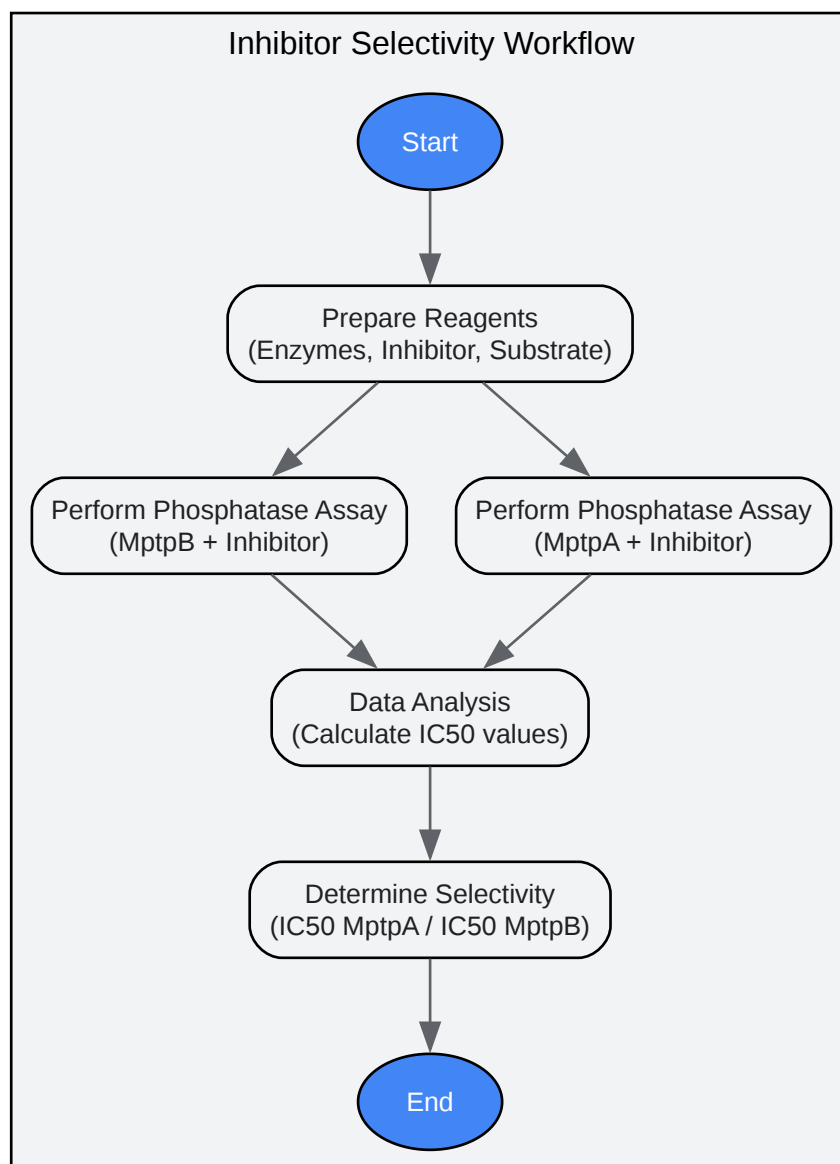 Inhibitor Selectivity Workflow
Start
Prepare Reagents
(Enzymes, Inhibitor, Substrate)
Perform Phosphatase Assay
(MptpB + Inhibitor)
Perform Phosphatase Assay
(MptpA + Inhibitor)
Data Analysis
(Calculate IC50 values)
Determine Selectivity
(IC50 MptpA / IC50 MptpB)
End